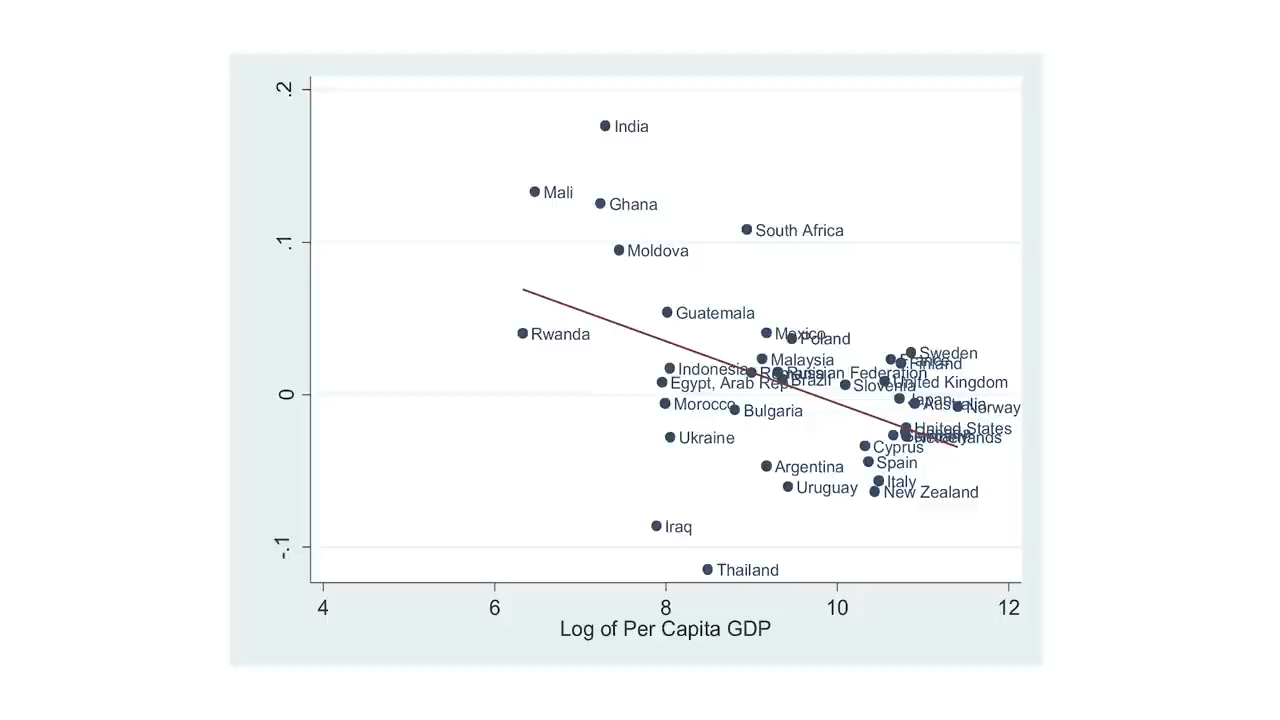 .2
India
Mali
Ghana
South Africa
.1
Moldova
Guatemala
Mexico
Poland
Rwanda
Sweden
Malaysia
Finland
Indonesia
Russian Federation
Brazil
Egypt, Arab Rep
United Kingdom
Slovenia
0
Japan
Morocco
Australia
Norway
Bulgaria
United States
Ukraine
Netherlands
Cyprus
Spain
Argentina
Italy
Uruguay
New Zealand
Iraq
-.1
Thailand
4 6 8 10 12
Log of Per Capita GDP